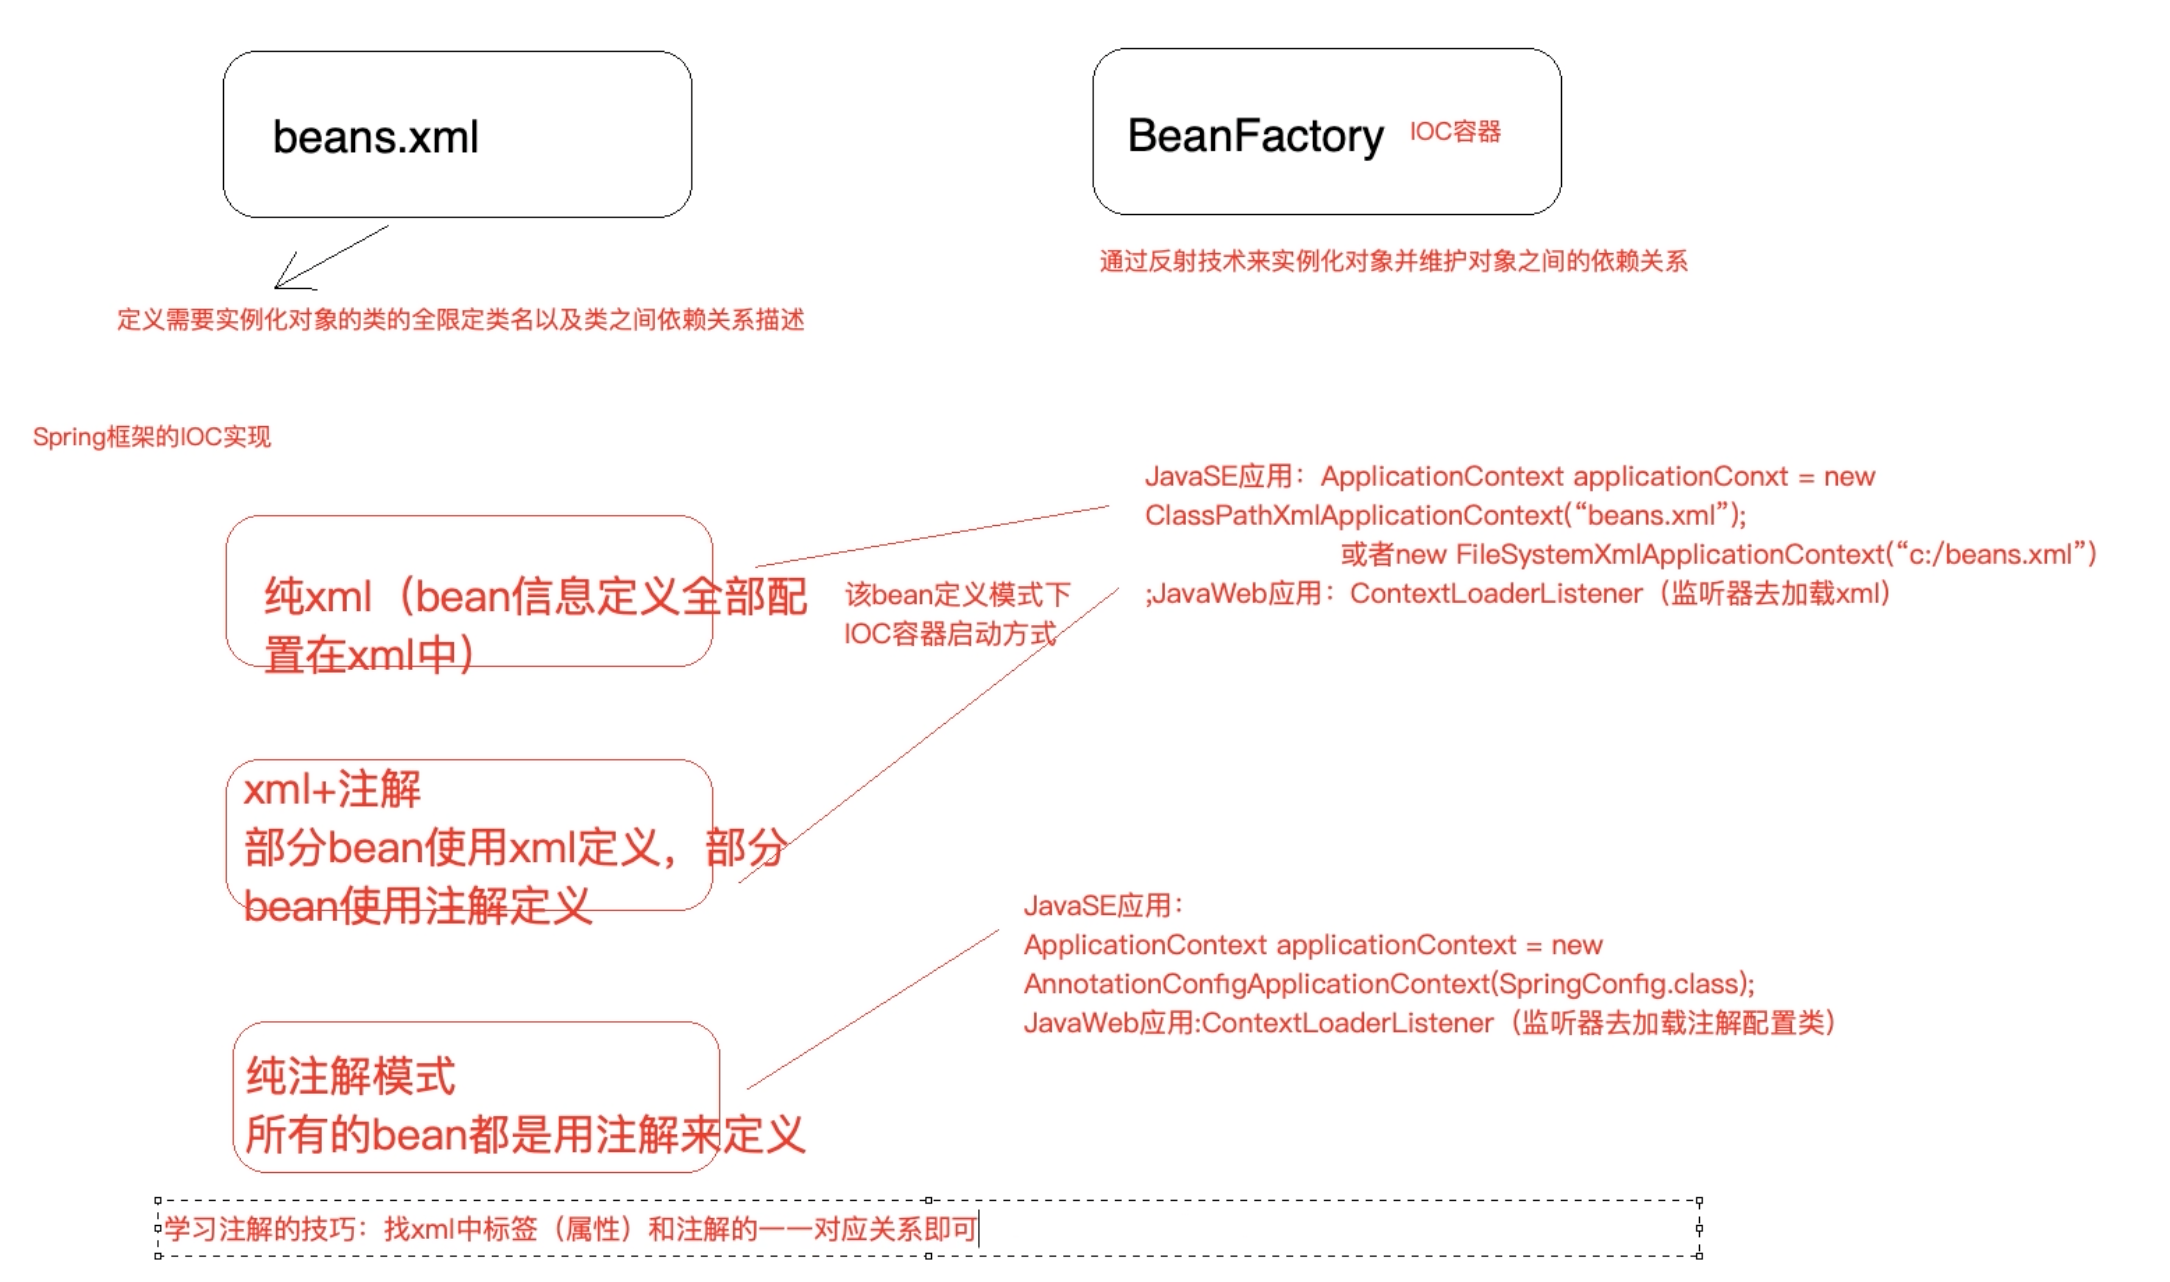 beans.xml
BeanFactory IOC容器
通过反射技术来实例化对象并维护对象之间的依赖关系
定义需要实例化对象的类的全限定类名以及类之间依赖关系描述
Spring框架的IOC实现
纯xml（bean信息定义全部配
置在xml中）
该bean定义模式下
IOC容器启动方式
JavaSE应用：ApplicationContext applicationConxt = new
ClassPathXmlApplicationContext(“beans.xml”);
或者new FileSystemXmlApplicationContext(“c:/beans.xml”)
;JavaWeb应用：ContextLoaderListener（监听器去加载xml）
xml+注解
部分bean使用xml定义，部分
bean使用注解定义
JavaSE应用：
ApplicationContext applicationContext = new
AnnotationConfigApplicationContext(SpringConfig.class);
JavaWeb应用:ContextLoaderListener（监听器去加载注解配置类）
纯注解模式
所有的bean都是用注解来定义
学习注解的技巧：找xml中标签（属性）和注解的一一对应关系即可